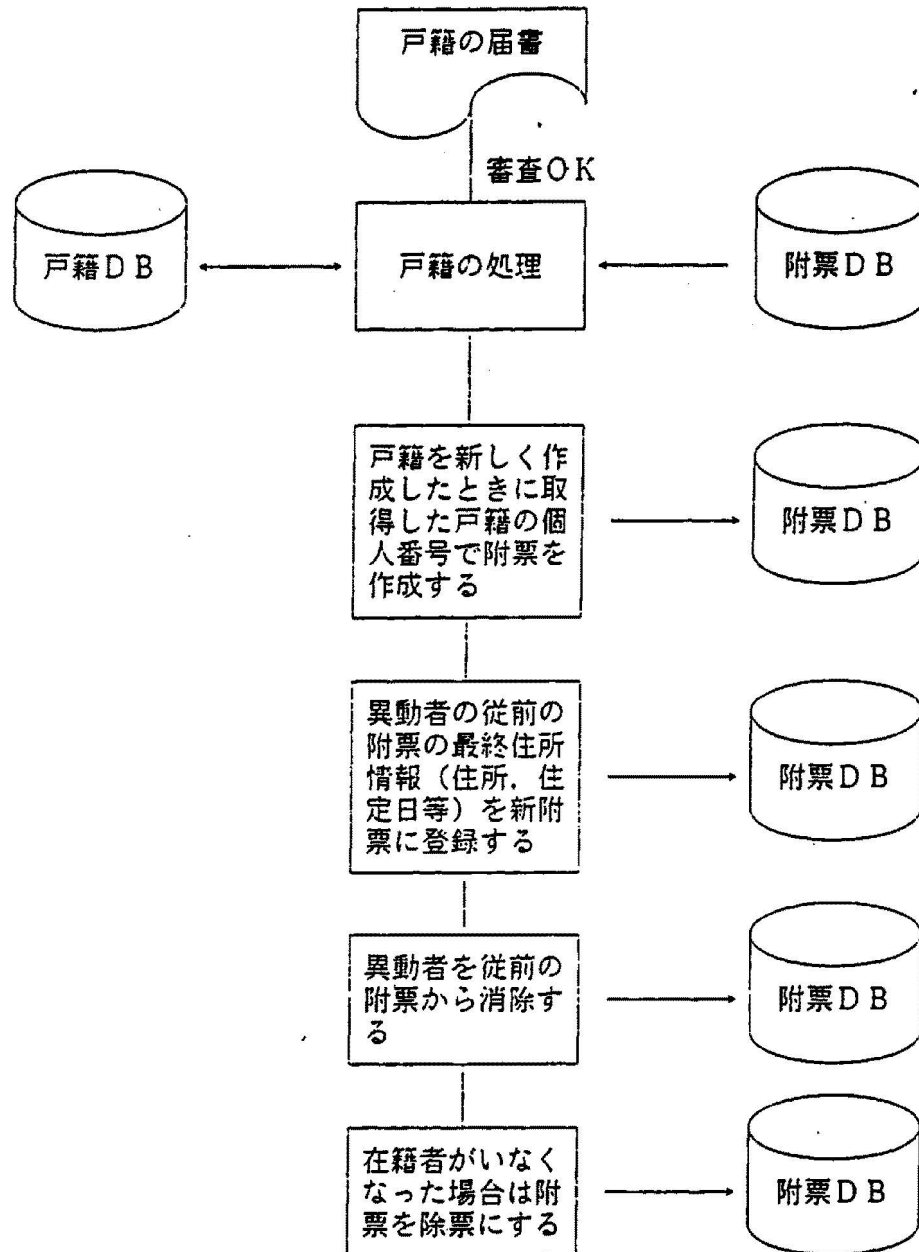 戸籍の届書
審査ＯＫ
戸籍ＤＢ
戸籍の処理
附票ＤＢ
戸籍を新しく作
成したときに取
得した戸籍の個
人番号で附票を
作成する
附票ＤＢ
異動者の従前の
附票の最終住所
情報（住所．住
定日等）を新附
票に登録する
附票ＤＢ
異動者を従前の
附票から消除す
る
附票ＤＢ
在籍者がいなく
なった場合は附
票を除票にする
附票ＤＢ